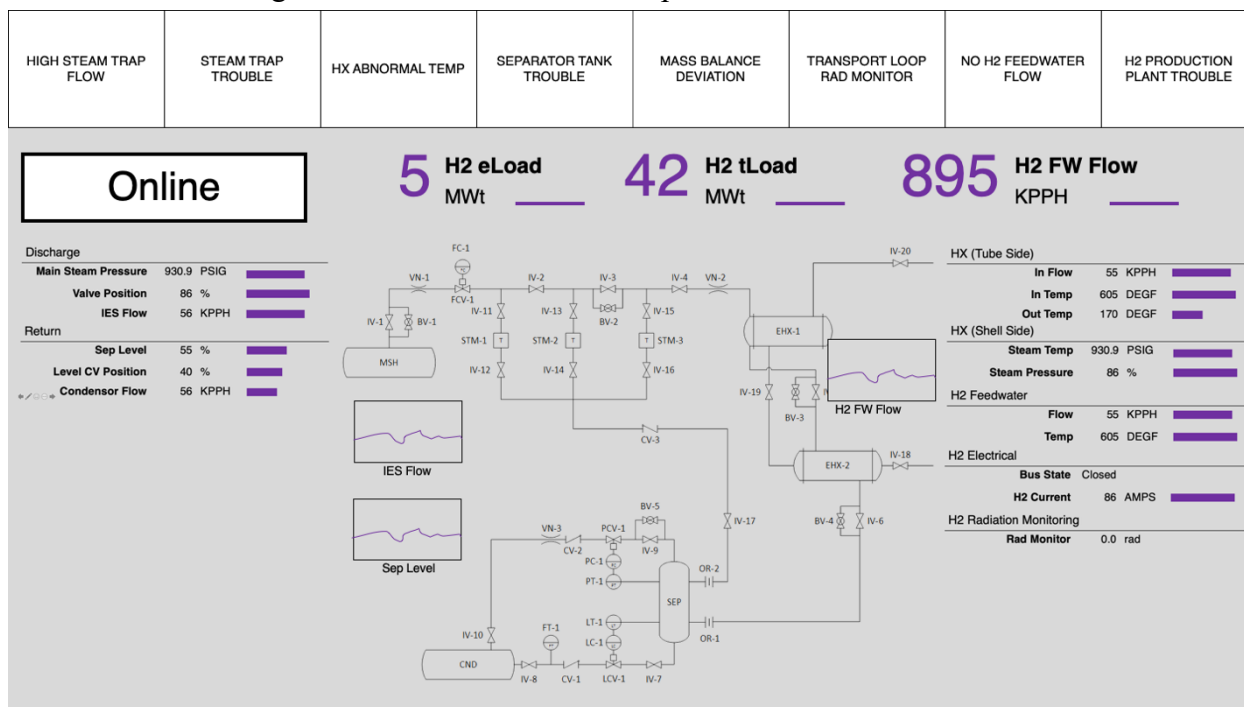 HIGH STEAM TRAP
FLOW
STEAM TRAP
TROUBLE
HX ABNORMAL TEMP
SEPARATOR TANK
TROUBLE
MASS BALANCE
DEVIATION
TRANSPORT LOOP
RAD MONITOR
NO H2 FEEDWATER
FLOW
H2 PRODUCTION
PLANT TROUBLE
Online
5 H2 eLoad
MWt
42 H2 tLoad
MWt
895 H2 FW Flow
KPPH
Discharge
Main Steam Pressure 930.9 PSIG
Valve Position 86 %
IES Flow 56 KPPH
Return
Sep Level 55 %
Level CV Position 40 %
Condensor Flow 56 KPPH
FC-1
VN-1
FCV-1
IV-2
IV-3
IV-4
VN-2
IV-20
IV-1
BV-1
IV-11
IV-13
BV-2
IV-15
MSH
STM-1
T
STM-2
T
STM-3
T
EHX-1
IV-12
IV-14
IV-16
IV-19
BV-3
H2 FW Flow
CV-3
IES Flow
EHX-2
IV-18
BV-4
IV-6
IV-17
BV-5
VN-3
PCV-1
CV-2
IV-9
PC-1
PT-1
OR-2
SEP
Sep Level
LT-1
OR-1
LC-1
FT-1
IV-10
CND
IV-8
CV-1
LCV-1
IV-7
HX (Tube Side)
In Flow 55 KPPH
In Temp 605 DEGF
Out Temp 170 DEGF
HX (Shell Side)
Steam Temp 930.9 PSIG
Steam Pressure 86 %
H2 Feedwater
Flow 55 KPPH
Temp 605 DEGF
H2 Electrical
Bus State Closed
H2 Current 86 AMPS
H2 Radiation Monitoring
Rad Monitor 0.0 rad